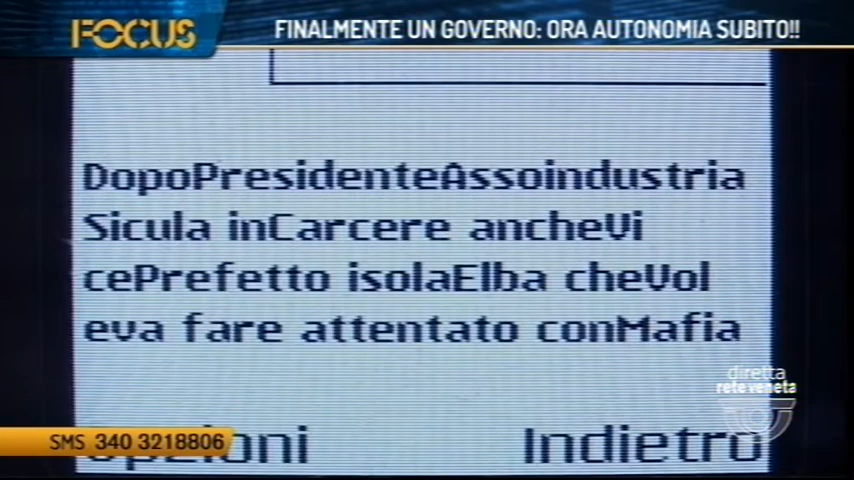 FOCUS
FINALMENTE UN GOVERNO: ORA AUTONOMIA SUBITO!!
DopoPresidenteAssoindustria
Sicula inCarcere ancheVi
cePrefetto isolaElba cheVol
eva fare attentato conMafia
diretta
rete veneta
SMS 340 3218806
Opzioni
Indietro